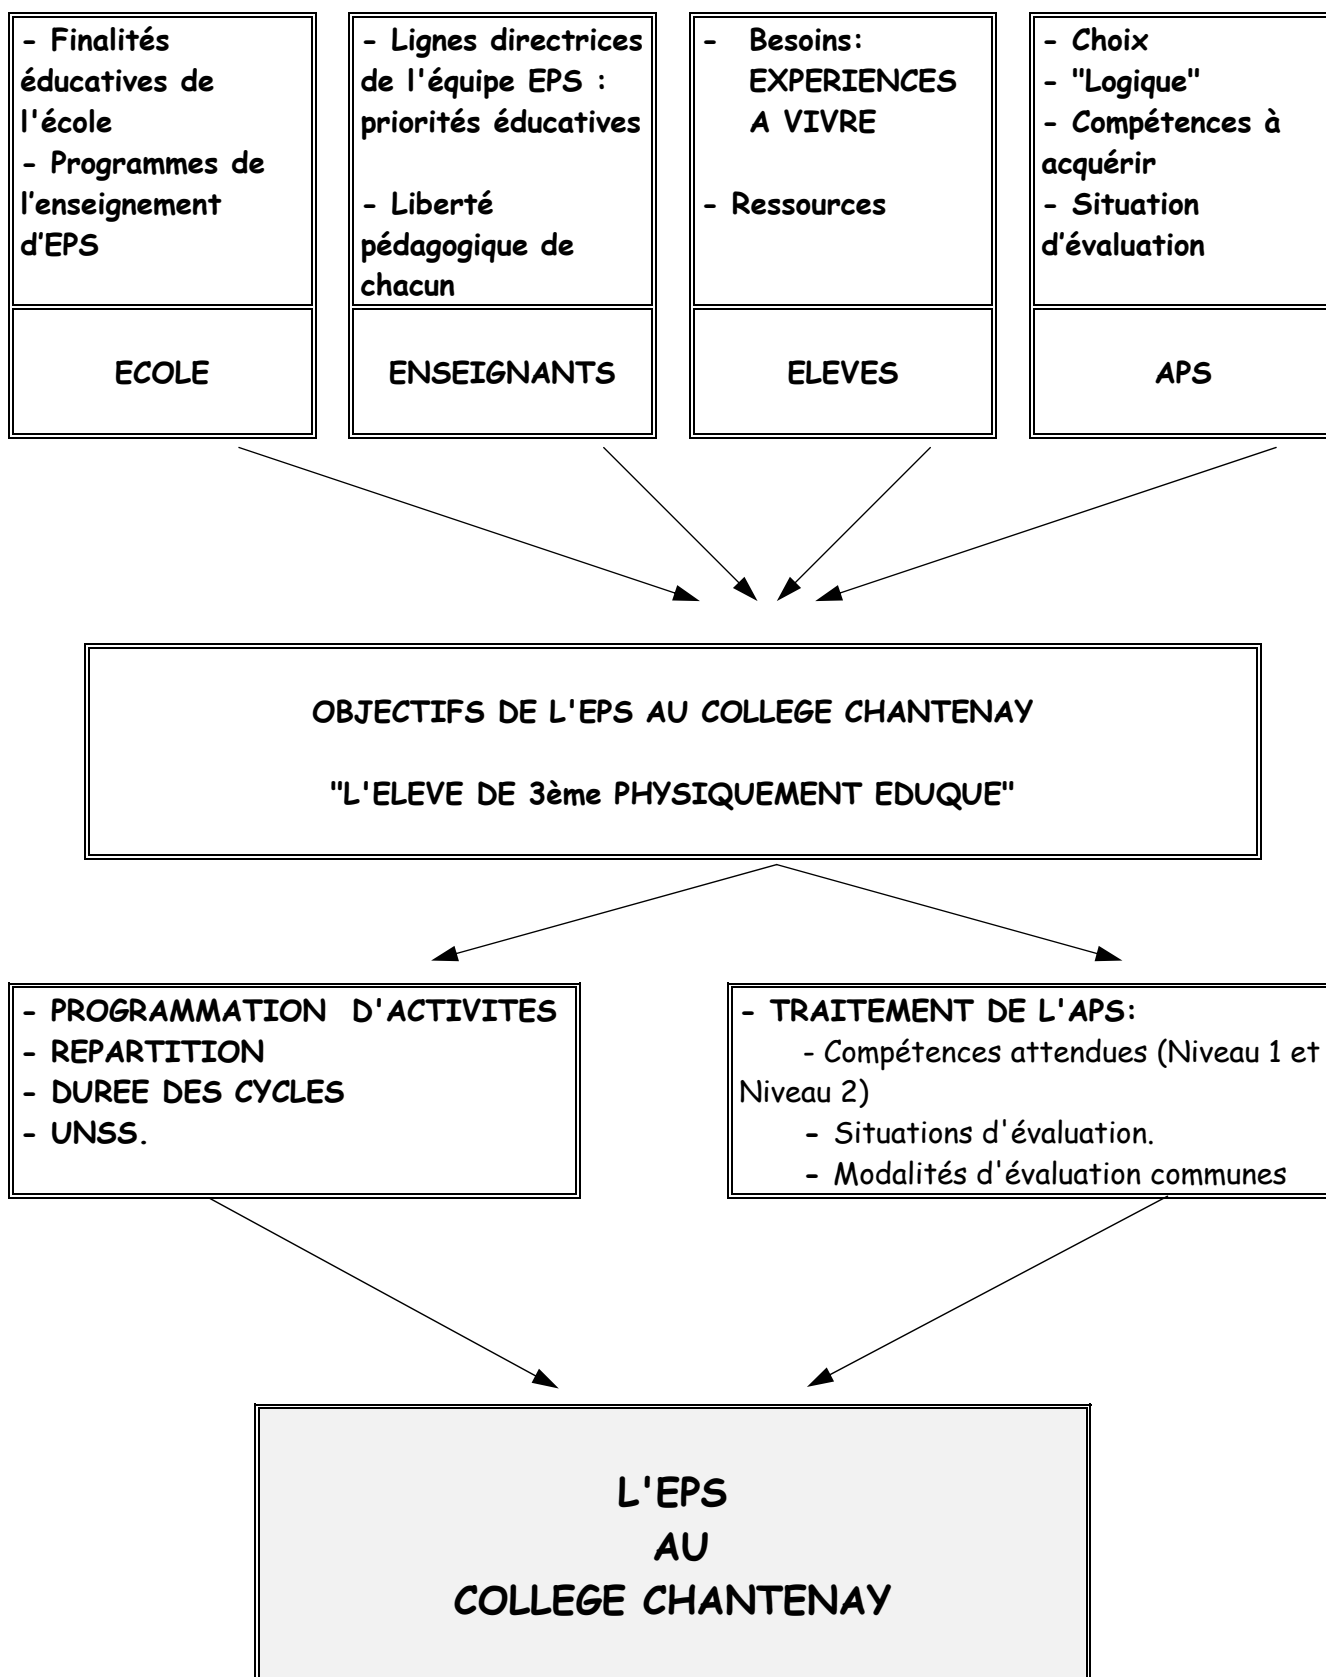 - Finalités
éducatives de
l'école
- Programmes de
l'enseignement
d'EPS
ECOLE
- Lignes directrices
de l'équipe EPS :
priorités éducatives
- Liberté
pédagogique de
chacun
ENSEIGNANTS
- Besoins:
EXPERIENCES
A VIVRE
- Ressources
ELEVES
- Choix
- "Logique"
- Compétences à
acquérir
- Situation
d'évaluation
APS
OBJECTIFS DE L'EPS AU COLLEGE CHANTENAY
"L'ELEVE DE 3ème PHYSIQUEMENT EDUQUE"
- PROGRAMMATION D'ACTIVITES
- REPARTITION
- DUREE DES CYCLES
- UNSS.
- TRAITEMENT DE L'APS:
- Compétences attendues (Niveau 1 et
Niveau 2)
- Situations d'évaluation.
- Modalités d'évaluation communes
L'EPS
AU
COLLEGE CHANTENAY